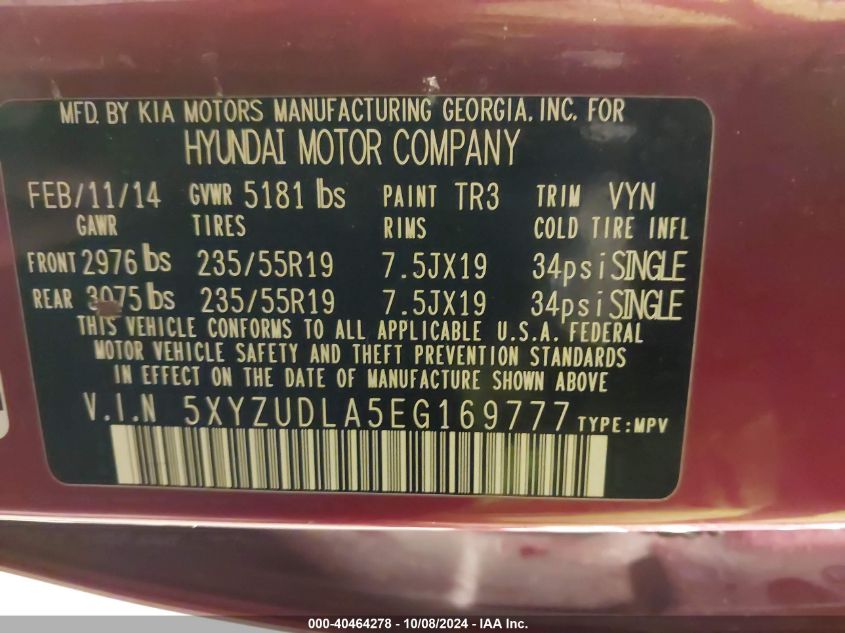 MFD. BY KIA MOTORS MANUFACTURING GEORGIA. INC. FOR
HYUNDAI MOTOR COMPANY
FEB/11/14 GVWR 5181 lbs PAINT TR3 TRIM VYN
GAWR TIRES RIMS COLD TIRE INFL
FRONT 2976 lbs 235/55R19 7.5JX19 34psi SINGLE
REAR 3075 lbs 235/55R19 7.5JX19 34psi SINGLE
THIS VEHICLE CONFORMS TO ALL APPLICABLE U.S.A. FEDERAL
MOTOR VEHICLE SAFETY AND THEFT PREVENTION STANDARDS
IN EFFECT ON THE DATE OF MANUFACTURE SHOWN ABOVE
V.I.N 5XYZUDLA5EG169777 TYPE:MPV
000-40464278 - 10/08/2024 - IAA Inc.